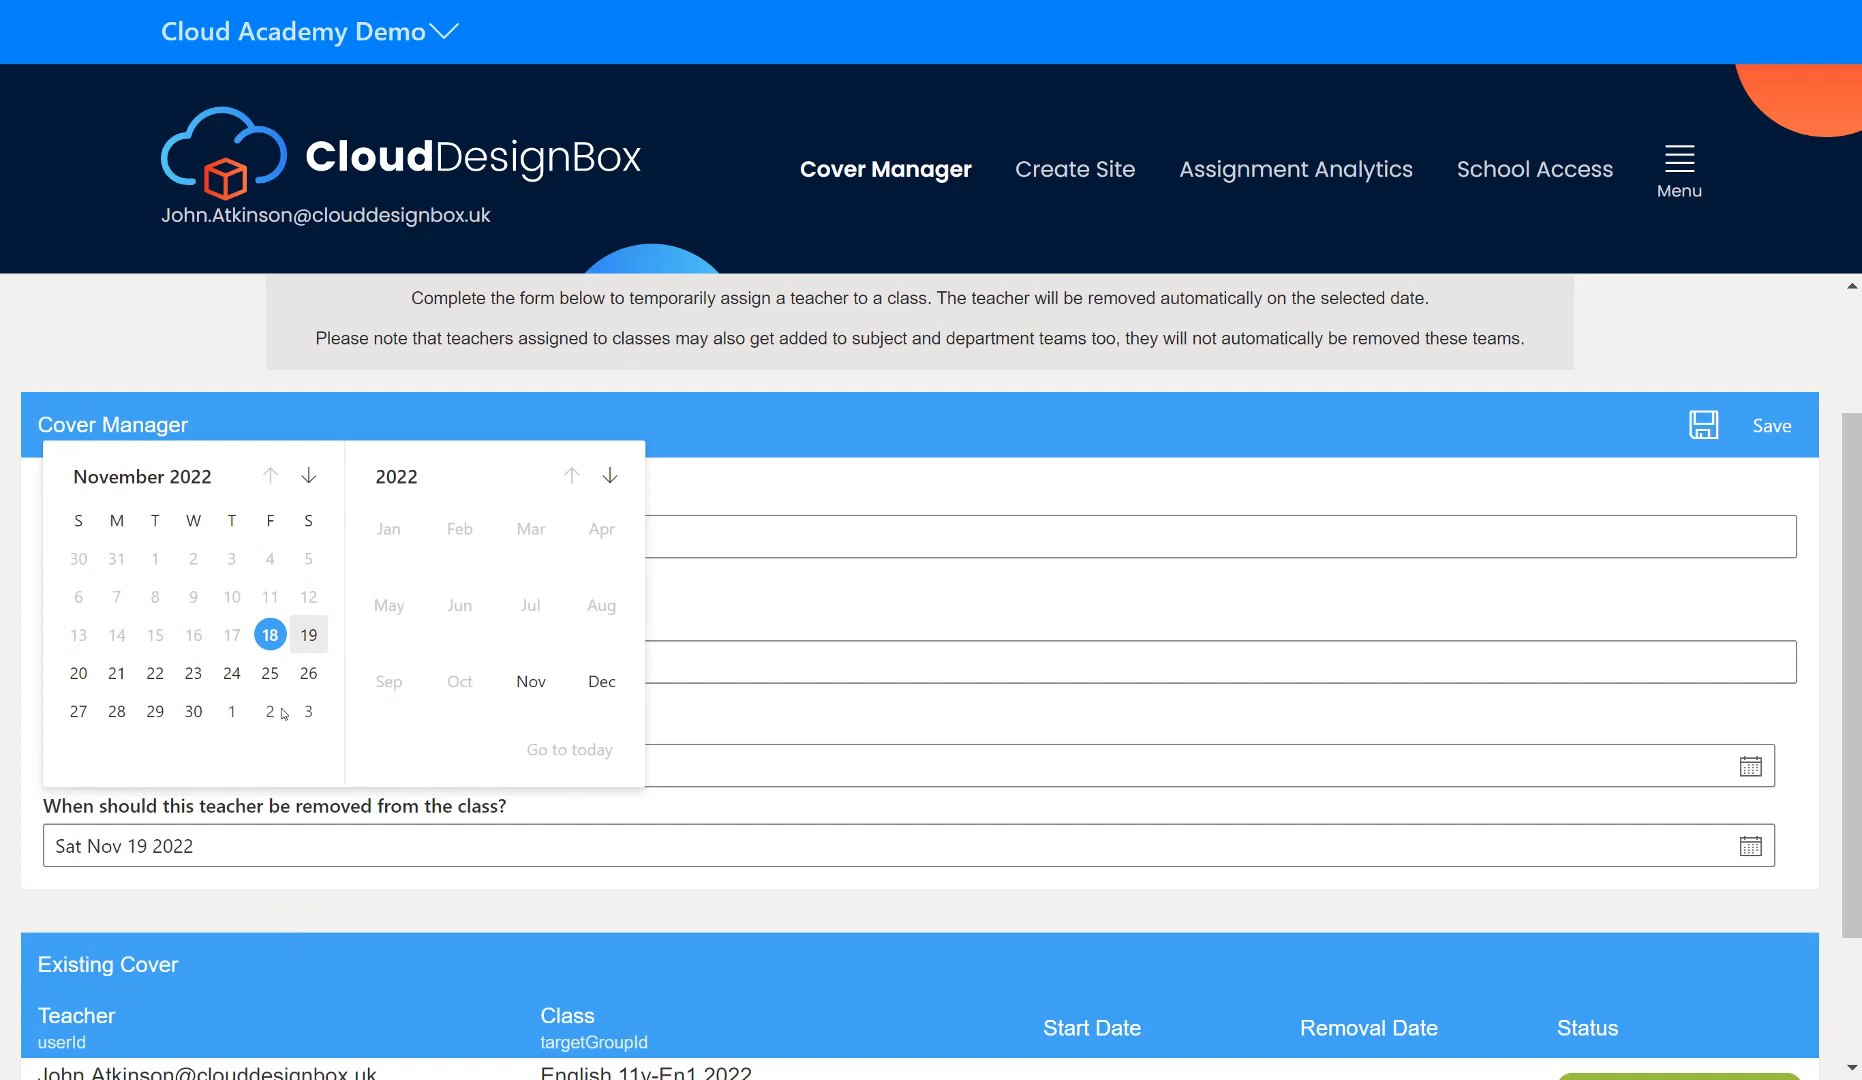 Cloud Academy Demo
CloudDesignBox
John.Atkinson@clouddesignbox.uk
Cover Manager Create Site Assignment Analytics School Access Menu
Complete the form below to temporarily assign a teacher to a class. The teacher will be removed automatically on the selected date.
Please note that teachers assigned to classes may also get added to subject and department teams too, they will not automatically be removed these teams.
Cover Manager Save
November 2022
S M T W T F S
30 31 1 2 3 4 5
6 7 8 9 10 11 12
13 14 15 16 17 18 19
20 21 22 23 24 25 26
27 28 29 30 1 2 3
2022
Jan Feb Mar Apr
May Jun Jul Aug
Sep Oct Nov Dec
Go to today
When should this teacher be removed from the class?
Sat Nov 19 2022
Existing Cover
Teacher Class Start Date Removal Date Status
userId targetGroupId
John.Atkinson@clouddesignbox.uk English 11y-En1 2022